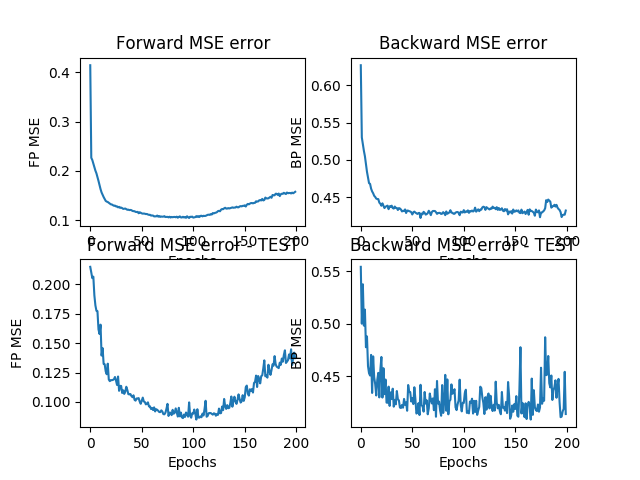 Forward MSE error
Backward MSE error
FP MSE
0.4
0.3
0.2
0.1
0 50 100 150 200
Epochs
BP MSE
0.60
0.55
0.50
0.45
0 50 100 150 200
Epochs
Forward MSE error - TEST
Backward MSE error - TEST
FP MSE
0.200
0.175
0.150
0.125
0.100
0 50 100 150 200
Epochs
BP MSE
0.55
0.50
0.45
0 50 100 150 200
Epochs